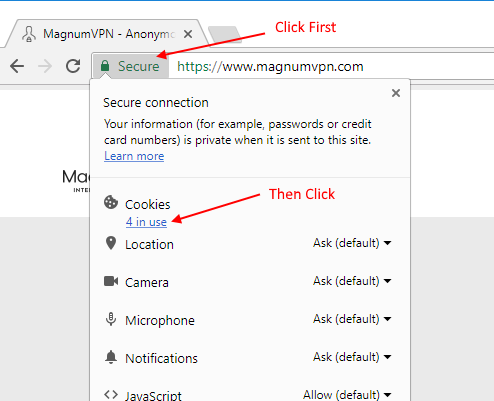 MagnumVPN - Anonymo
Click First
Secure
https://www.magnumvpn.com
Secure connection
Your information (for example, passwords or credit
card numbers) is private when it is sent to this site.
Learn more
Mag
INTER
Cookies
Then Click
4 in use
Location Ask (default)
Camera Ask (default)
Microphone Ask (default)
Notifications Ask (default)
JavaScript Allow (default)